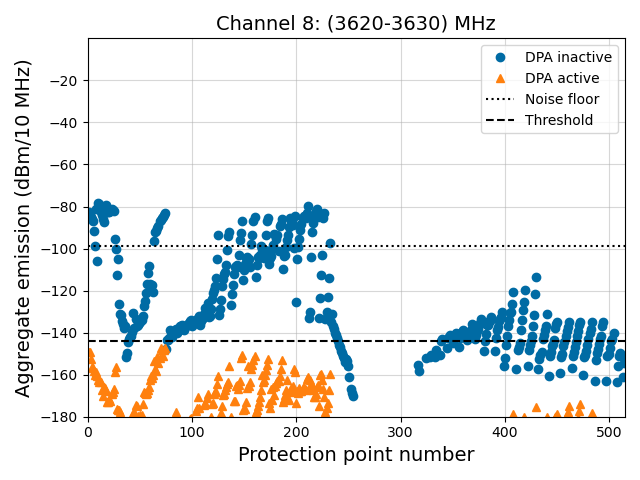 Channel 8: (3620-3630) MHz
DPA inactive
DPA active
Noise floor
Threshold
Aggregate emission (dBm/10 MHz)
−20
−40
−60
−80
−100
−120
−140
−160
−180
0
100
200
300
400
500
Protection point number